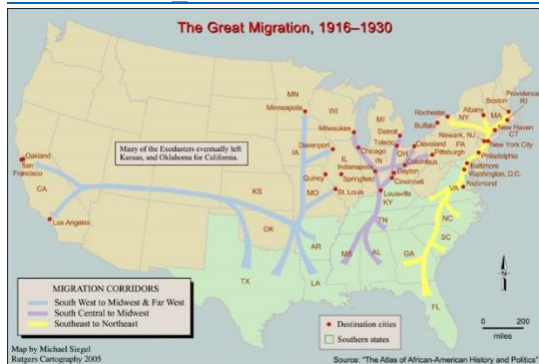 The Great Migration, 1916–1930
MN
Minneapolis
WI
Milwaukee
MI
Detroit
Rochester
Buffalo
Albany
NY
Boston
MA
Providence
RI
CT
New Haven
New York City
Newark, NJ
PA
Philadelphia
Baltimore
Washington, D.C.
Richmond
VA
Toledo
Cleveland
OH
Pittsburgh
Columbus
Dayton
Cincinnati
Chicago
IN
Indianapolis
Davenport
IA
IL
Quincy
Springfield
MO
St. Louis
Louisville
KY
Many of the Exodusters eventually left
Kansas, and Oklahoma for California.
Oakland
San
Francisco
CA
Los Angeles
KS
OK
AR
TN
NC
SC
TX
LA
MS
AL
GA
FL
MIGRATION CORRIDORS
South West to Midwest & Far West
South Central to Midwest
Southeast to Northeast
Destination cities
Southern states
N
0 200
miles
Map by Michael Siegel
Rutgers Cartography 2005
Source: "The Atlas of African-American History and Politics"